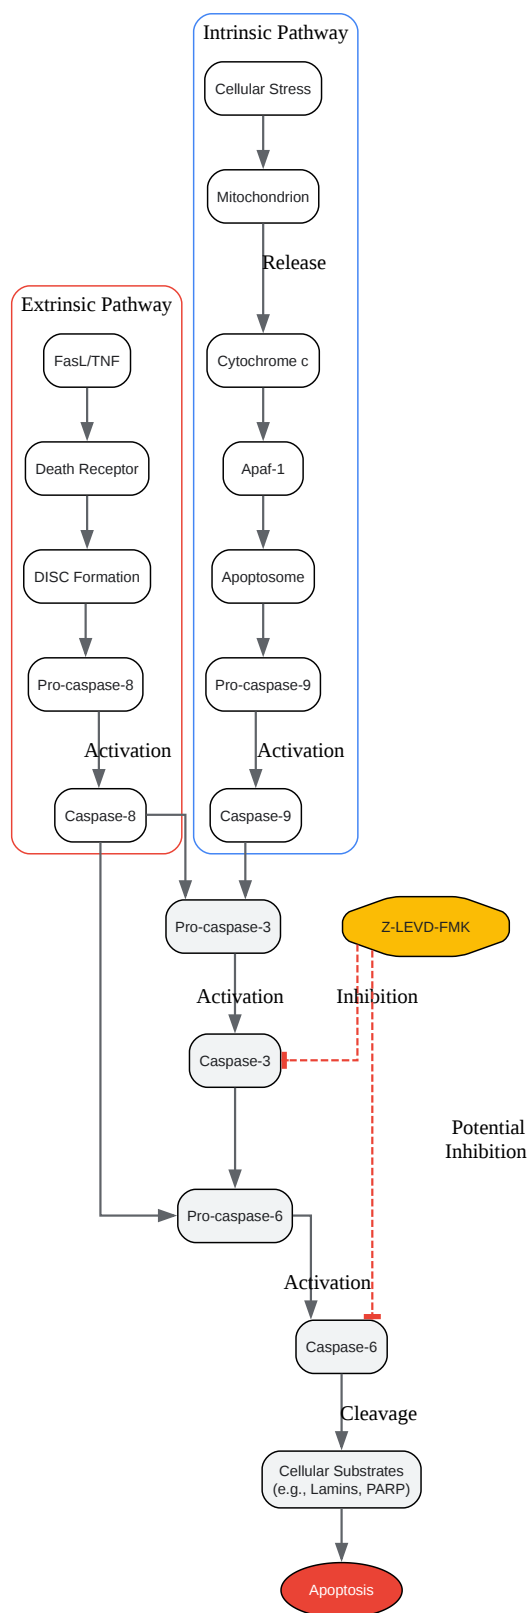 Intrinsic Pathway
Cellular Stress
Mitochondrion
Release
Extrinsic Pathway
FasL/TNF
Cytochrome c
Death Receptor
Apaf-1
DISC Formation
Apoptosome
Pro-caspase-8
Pro-caspase-9
Activation
Activation
Caspase-8
Caspase-9
Pro-caspase-3
Z-LEVD-FMK
Activation
Inhibition
Caspase-3
Potential
Inhibition
Pro-caspase-6
Activation
Caspase-6
Cleavage
Cellular Substrates
(e.g., Lamins, PARP)
Apoptosis